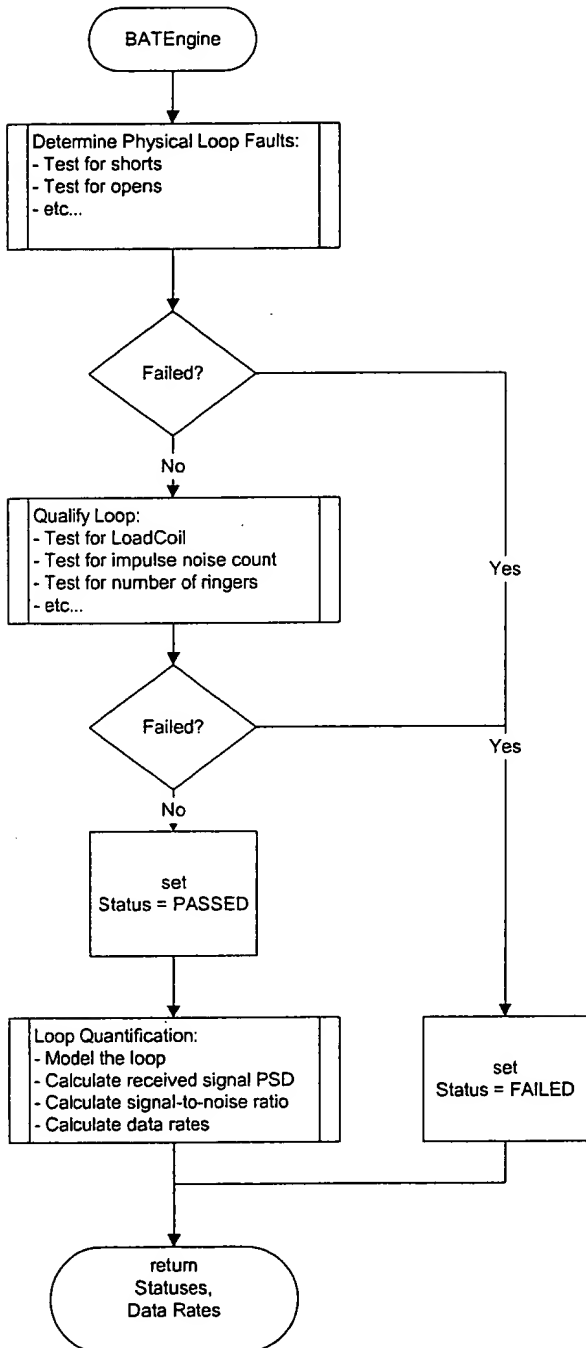 BATEngine
Determine Physical Loop Faults:
- Test for shorts
- Test for opens
- etc...
Failed?
No
Yes
Qualify Loop:
- Test for LoadCoil
- Test for impulse noise count
- Test for number of ringers
- etc...
Failed?
Yes
No
set
Status = PASSED
Loop Quantification:
- Model the loop
- Calculate received signal PSD
- Calculate signal-to-noise ratio
- Calculate data rates
set
Status = FAILED
return
Statuses,
Data Rates